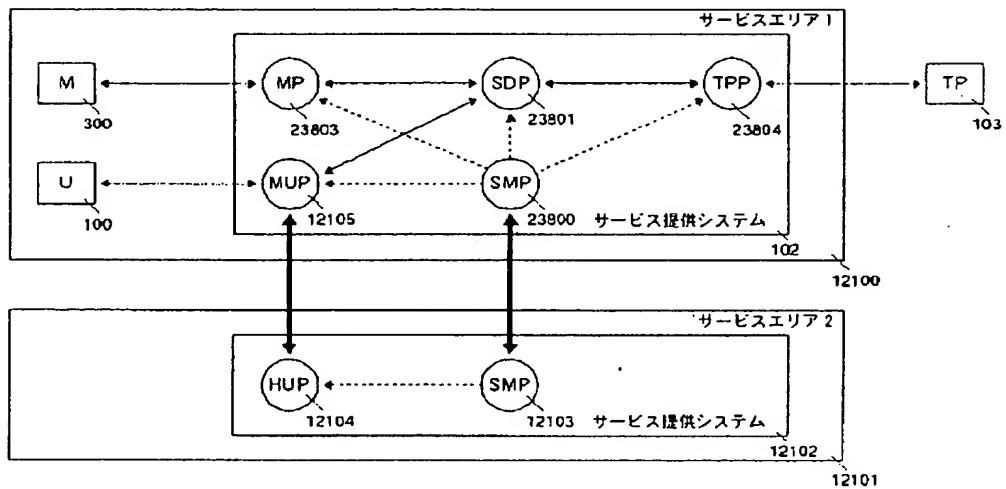 サービスエリア1
M
300
MP
23803
SDP
23801
TPP
23804
TP
103
U
100
MUP
12105
SMP
23800
サービス提供システム
102
12100
サービスエリア2
HUP
12104
SMP
12103
サービス提供システム
12102
12101